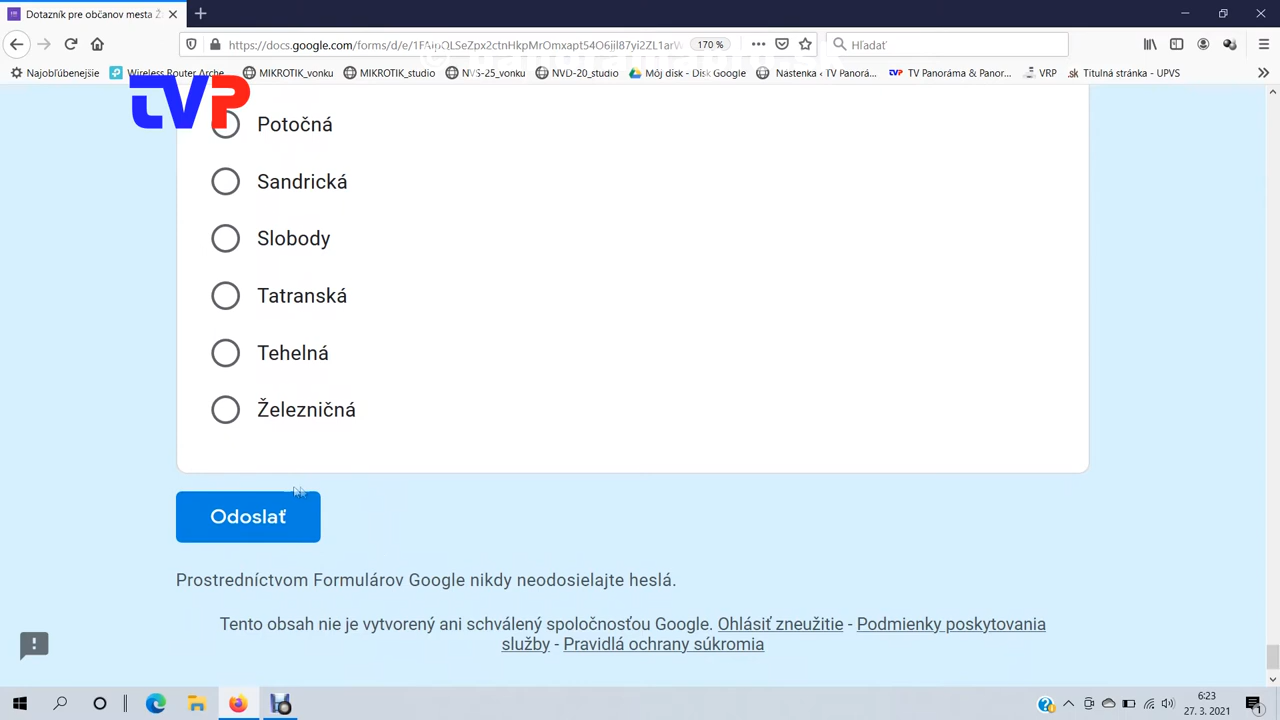 Dotazník pre občanov mesta Ž
https://docs.google.com/forms/d/e/
170 %
Hľadať
Najobľúbenejšie
Wireless Router Arche...
MIKROTIK_vonku
MIKROTIK_studio
NVS-25_vonku
NVD-20_studio
Môj disk – Disk Google
Nástenka ‹ TV Panorá...
TV Panoráma & Panor...
VRP
Titulná stránka - ÚPVS
TVP
Potočná
Sandrická
Slobody
Tatranská
Tehelná
Železničná
Odoslať
Prostredníctvom Formulárov Google nikdy neodosielajte heslá.
Tento obsah nie je vytvorený ani schválený spoločnosťou Google. Ohlásiť zneužitie - Podmienky poskytovania
služby - Pravidlá ochrany súkromia
6:23
27. 3. 2021
1